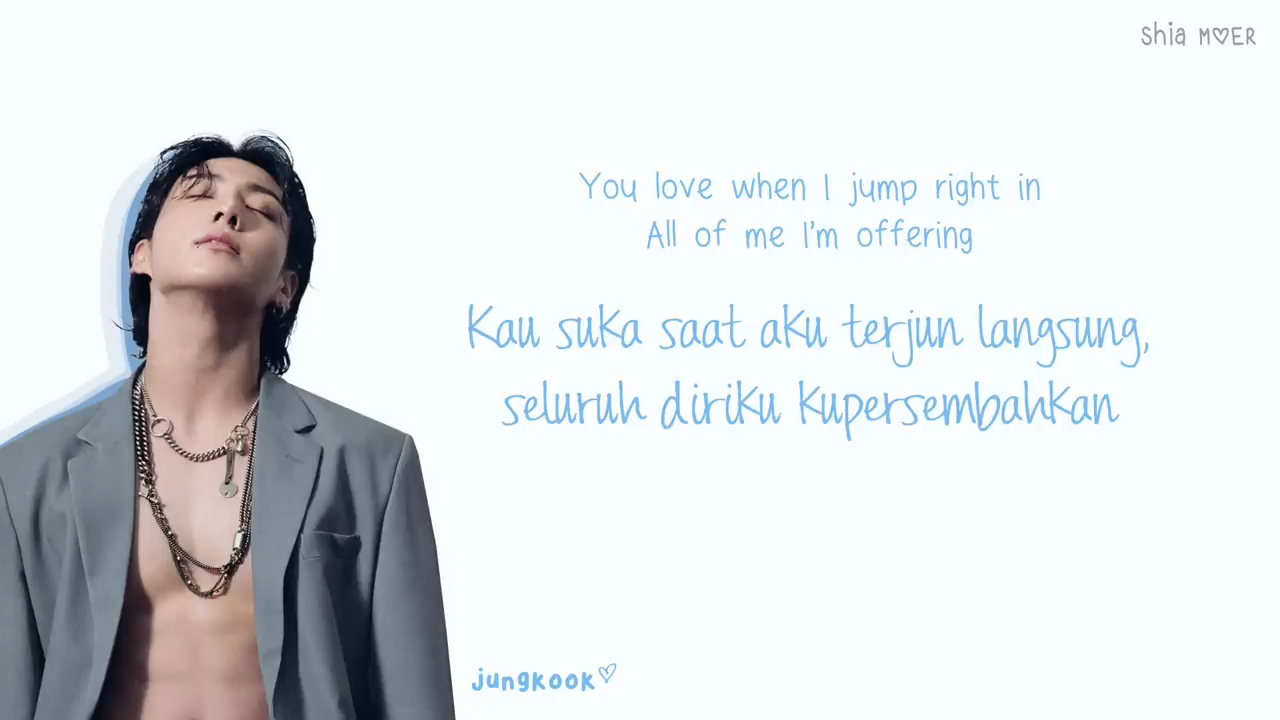 Shia M♡ER
You love when I jump right in
All of me I'm offering
Kau suka saat aku terjun langsung,
seluruh diriku kupersembahkan
jungkook♡